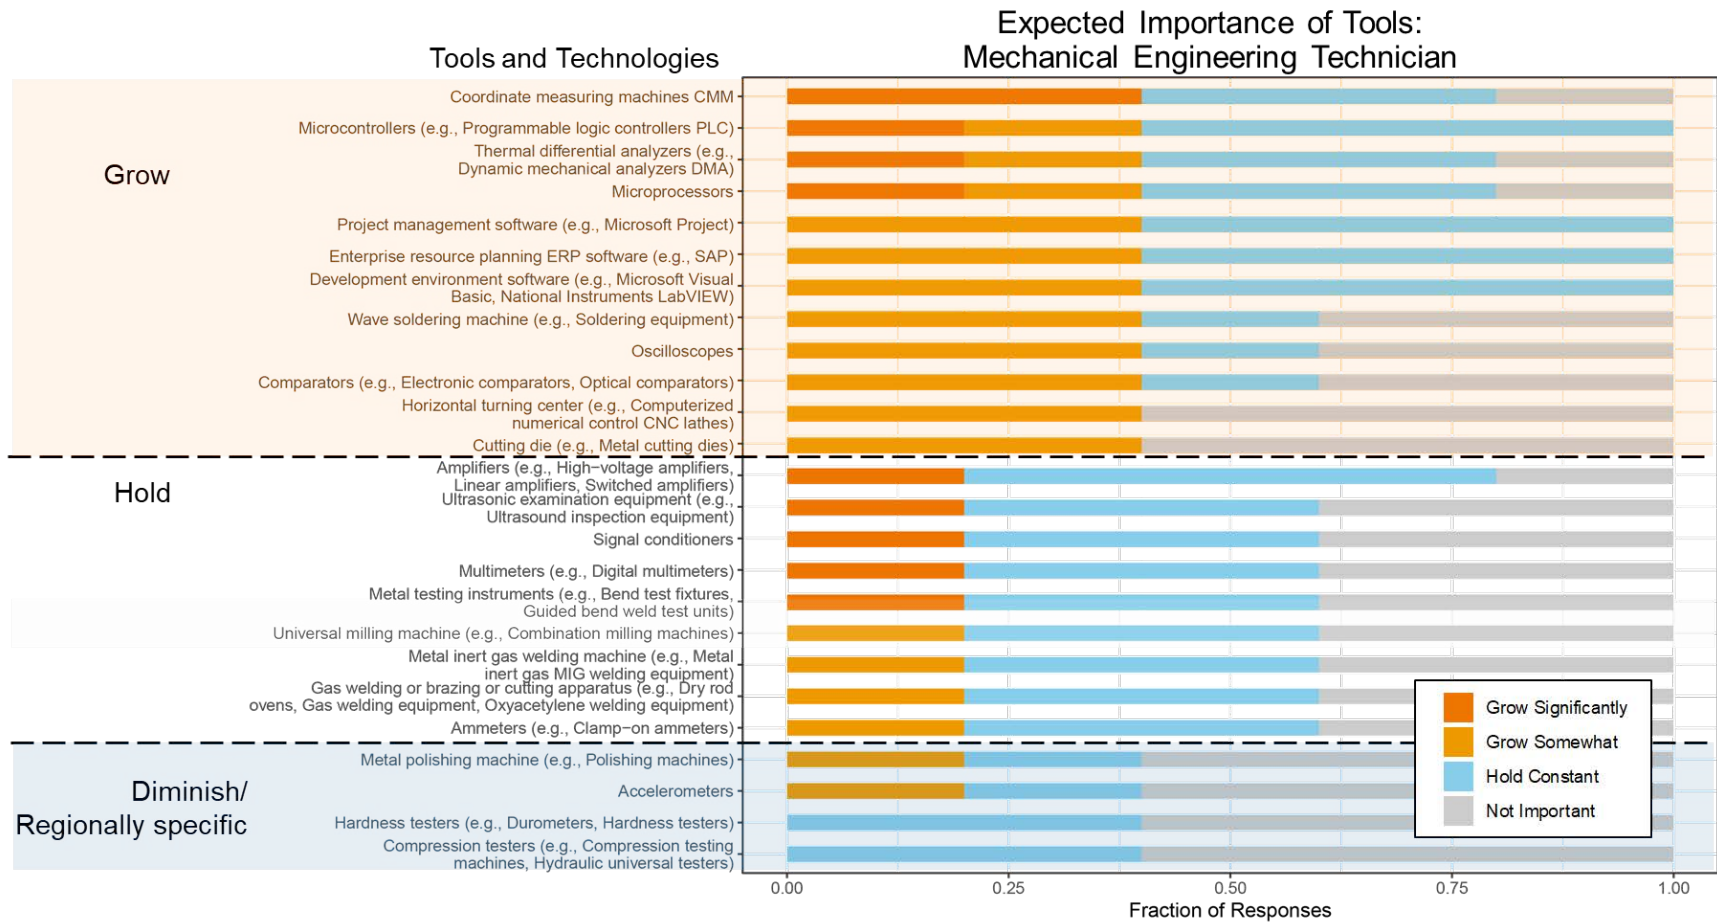 Expected Importance of Tools:
Mechanical Engineering Technician
Tools and Technologies
Grow
Coordinate measuring machines CMM
Microcontrollers (e.g., Programmable logic controllers PLC)
Thermal differential analyzers (e.g.,
Dynamic mechanical analyzers DMA)
Microprocessors
Project management software (e.g., Microsoft Project)
Enterprise resource planning ERP software (e.g., SAP)
Development environment software (e.g., Microsoft Visual
Basic, National Instruments LabVIEW)
Wave soldering machine (e.g., Soldering equipment)
Oscilloscopes
Comparators (e.g., Electronic comparators, Optical comparators)
Horizontal turning center (e.g., Computerized
numerical control CNC lathes)
Cutting die (e.g., Metal cutting dies)
Hold
Amplifiers (e.g., High−voltage amplifiers,
Linear amplifiers, Switched amplifiers)
Ultrasonic examination equipment (e.g.,
Ultrasound inspection equipment)
Signal conditioners
Multimeters (e.g., Digital multimeters)
Metal testing instruments (e.g., Bend test fixtures,
Guided bend weld test units)
Universal milling machine (e.g., Combination milling machines)
Metal inert gas welding machine (e.g., Metal
inert gas MIG welding equipment)
Gas welding or brazing or cutting apparatus (e.g., Dry rod
ovens, Gas welding equipment, Oxyacetylene welding equipment)
Ammeters (e.g., Clamp−on ammeters)
Diminish/
Regionally specific
Metal polishing machine (e.g., Polishing machines)
Accelerometers
Hardness testers (e.g., Durometers, Hardness testers)
Compression testers (e.g., Compression testing
machines, Hydraulic universal testers)
Grow Significantly
Grow Somewhat
Hold Constant
Not Important
0.00 0.25 0.50 0.75 1.00
Fraction of Responses